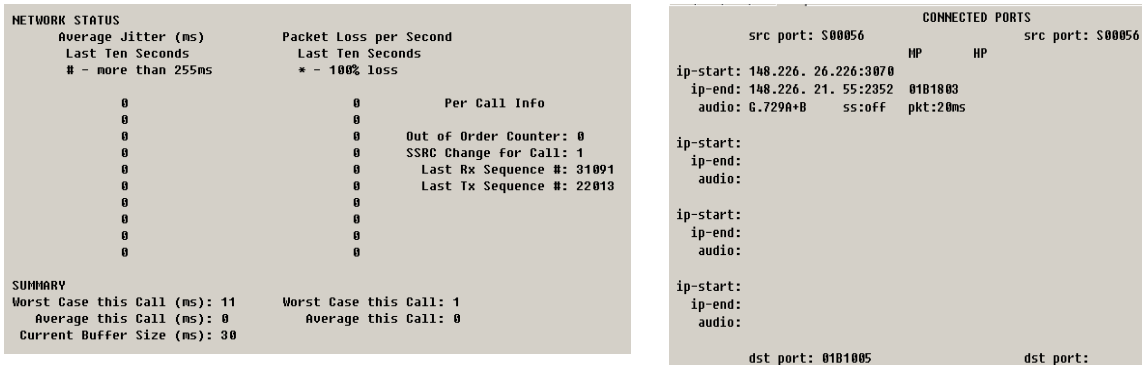 NETWORK STATUS
Average Jitter (ms) Packet Loss per Second
Last Ten Seconds Last Ten Seconds
# - more than 255ms * - 100% loss
0 0 Per Call Info
0 0
0 0 Out of Order Counter: 0
0 0 SSRC Change for Call: 1
0 0 Last Rx Sequence #: 31091
0 0 Last Tx Sequence #: 22013
0 0
0 0
0 0
0 0
SUMMARY
Worst Case this Call (ms): 11 Worst Case this Call: 1
Average this Call (ms): 0 Average this Call: 0
Current Buffer Size (ms): 30
CONNECTED PORTS
src port: S00056 src port: S00056
MP HP
ip-start: 148.226. 26.226:3070
ip-end: 148.226. 21. 55:2352 01B1803
audio: G.729A+B ss:off pkt:20ms
ip-start:
ip-end:
audio:
ip-start:
ip-end:
audio:
ip-start:
ip-end:
audio:
dst port: 01B1005 dst port: